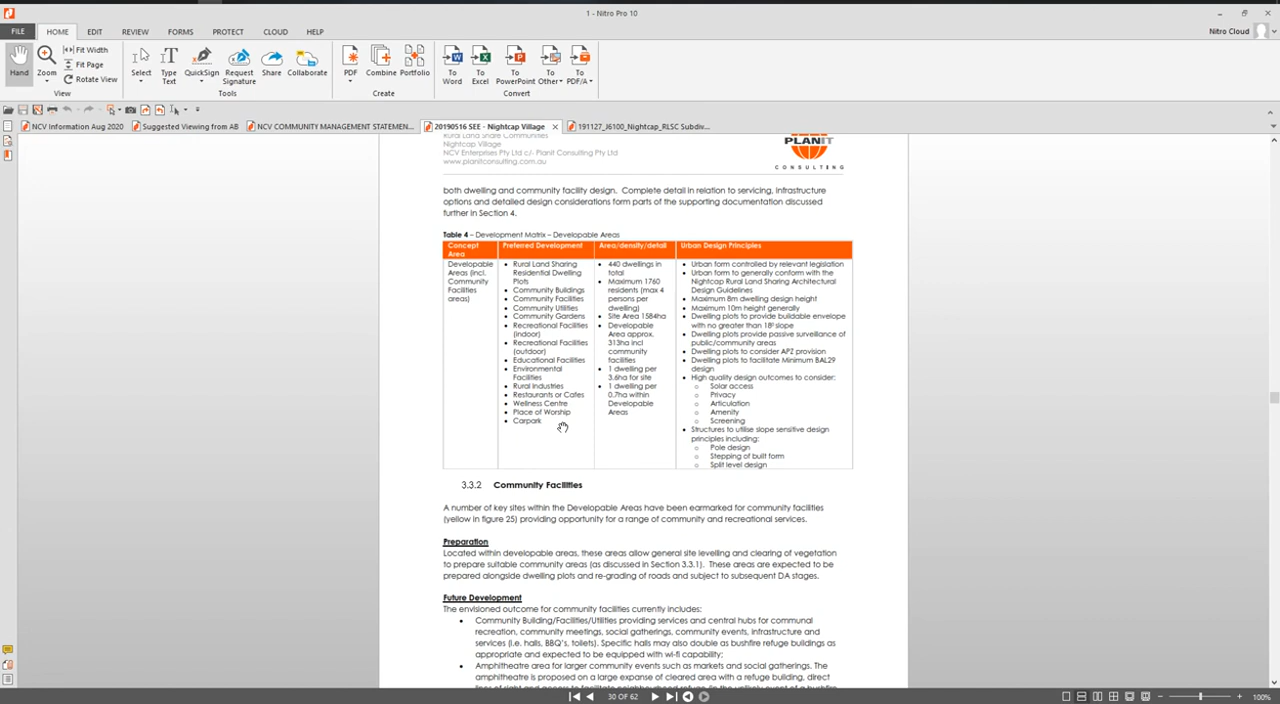 1 - Nitro Pro 10
FILE HOME EDIT REVIEW FORMS PROTECT CLOUD HELP
Nitro Cloud
Hand
Zoom
Fit Width
Fit Page
Rotate View
View
Select
Type Text
QuickSign
Request Signature
Share
Collaborate
Tools
PDF
Combine
Portfolio
Create
To Word
To Excel
To PowerPoint
To Other
To PDF/A
Convert
NCV Information Aug 2020
Suggested Viewing from AB
NCV COMMUNITY MANAGEMENT STATEMEN...
20190516 SEE - Nightcap Village
191127_J6100_Nightcap_RLSC Subdiv...
Rural Land Share Communities
Nightcap Village
NCV Enterprises Pty Ltd c/- Planit Consulting Pty Ltd
www.planitconsulting.com.au
PLANIT
CONSULTING
both dwelling and community facility design. Complete detail in relation to servicing, infrastructure
options and detailed design considerations form parts of the supporting documentation discussed
further in Section 4.
Table 4 – Development Matrix – Developable Areas
Concept
Area
Preferred Development
Area/density/detail
Urban Design Principles
Developable
Areas (incl.
Community
Facilities
areas)
• Rural Land Sharing
Residential Dwelling
Plots
• Community Buildings
• Community Facilities
• Community Utilities
• Community Gardens
• Recreational Facilities
(indoor)
• Recreational Facilities
(outdoor)
• Educational Facilities
• Environmental
Facilities
• Rural Industries
• Restaurants or Cafes
• Wellness Centre
• Place of Worship
• Carpark
• 440 dwellings in
total
• Maximum 1760
residents (max 4
persons per
dwelling)
• Site Area 1584ha
• Developable
Area approx.
313ha incl
community
facilities
• 1 dwelling per
3.6ha for site
• 1 dwelling per
0.7ha within
Developable
Areas
• Urban form controlled by relevant legislation
• Urban form to generally conform with the
Nightcap Rural Land Sharing Architectural
Design Guidelines
• Maximum 8m dwelling design height
• Maximum 10m height generally
• Dwelling plots to provide buildable envelope
with no greater than 18⁰ slope
• Dwelling plots provide passive surveillance of
public/community areas
• Dwelling plots to consider APZ provision
• Dwelling plots to facilitate Minimum BAL29
design
• High quality design outcomes to consider:
o Solar access
o Privacy
o Articulation
o Amenity
o Screening
• Structures to utilise slope sensitive design
principles including:
o Pole design
o Stepping of built form
o Split level design
3.3.2 Community Facilities
A number of key sites within the Developable Areas have been earmarked for community facilities
(yellow in figure 25) providing opportunity for a range of community and recreational services.
Preparation
Located within developable areas, these areas allow general site levelling and clearing of vegetation
to prepare suitable community areas (as discussed in Section 3.3.1). These areas are expected to be
prepared alongside dwelling plots and re-grading of roads and subject to subsequent DA stages.
Future Development
The envisioned outcome for community facilities currently includes:
• Community Building/Facilities/Utilities providing services and central hubs for communal
recreation, community meetings, social gatherings, community events, infrastructure and
services (i.e. halls, BBQ's, toilets). Specific halls may also double as bushfire refuge buildings as
appropriate and expected to be equipped with wi-fi capability;
• Amphitheatre area for larger community events such as markets and social gatherings. The
amphitheatre is proposed on a large expanse of cleared area with a refuge building, direct
30 OF 62
100%